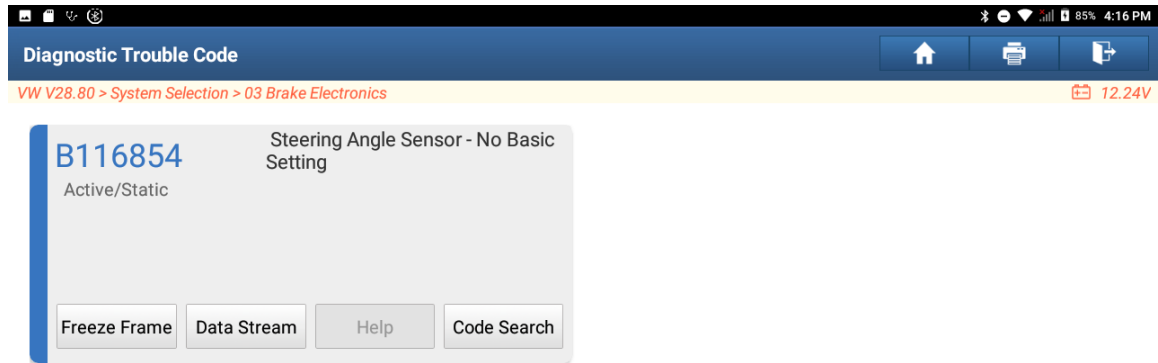 85% 4:16 PM
Diagnostic Trouble Code
VW V28.80 > System Selection > 03 Brake Electronics
12.24V
B116854
Steering Angle Sensor - No Basic
Setting
Active/Static
Freeze Frame
Data Stream
Help
Code Search